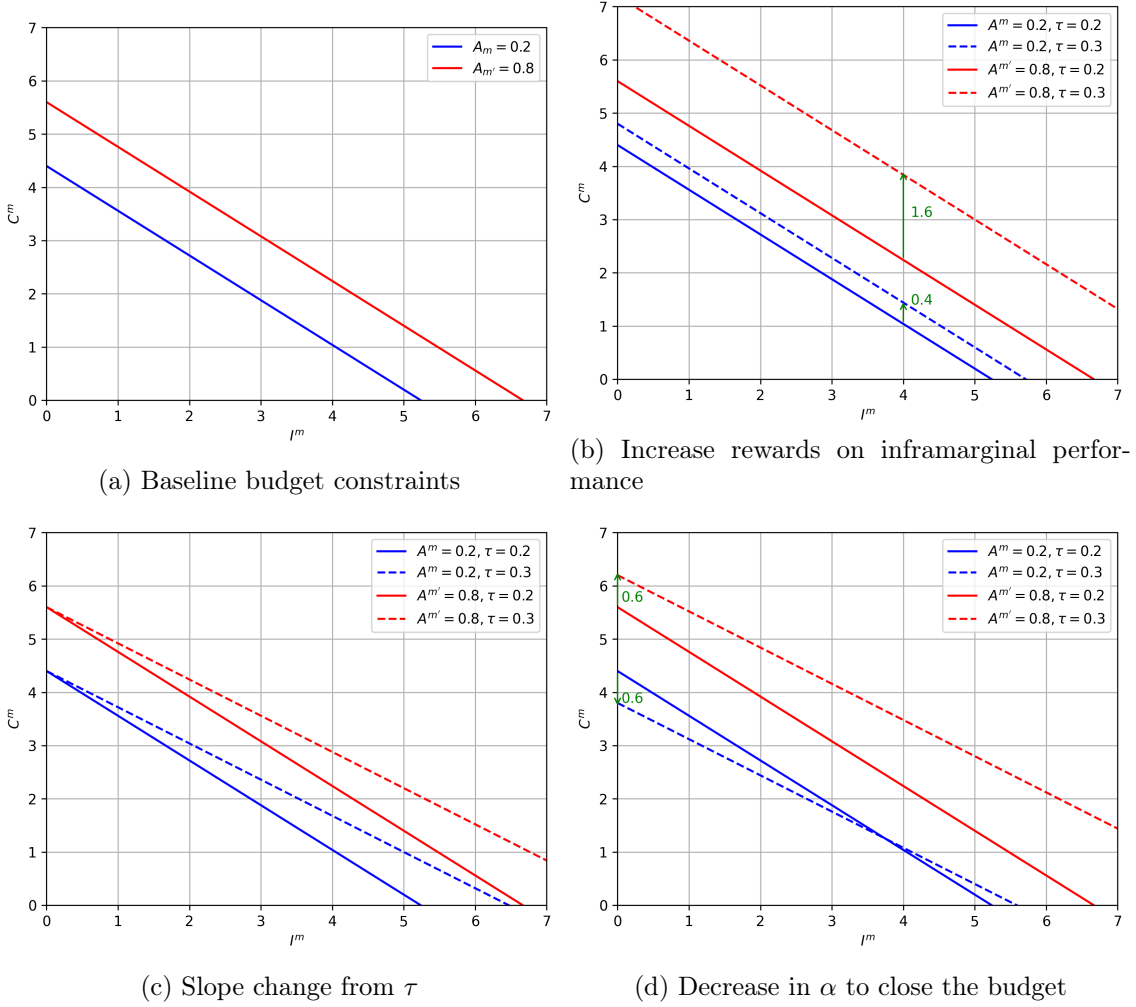 7
6
5
4
3
2
1
0
C^m
0 1 2 3 4 5 6 7
I^m
A_m = 0.2
A_{m'} = 0.8
(a) Baseline budget constraints
7
6
5
4
3
2
1
0
C^m
0 1 2 3 4 5 6 7
I^m
A^m = 0.2, τ = 0.2
A^m = 0.2, τ = 0.3
A^{m'} = 0.8, τ = 0.2
A^{m'} = 0.8, τ = 0.3
1.6
0.4
(b) Increase rewards on inframarginal perfor-
mance
7
6
5
4
3
2
1
0
C^m
0 1 2 3 4 5 6 7
I^m
A^m = 0.2, τ = 0.2
A^m = 0.2, τ = 0.3
A^{m'} = 0.8, τ = 0.2
A^{m'} = 0.8, τ = 0.3
(c) Slope change from τ
7
6
5
4
3
2
1
0
C^m
0 1 2 3 4 5 6 7
I^m
A^m = 0.2, τ = 0.2
A^m = 0.2, τ = 0.3
A^{m'} = 0.8, τ = 0.2
A^{m'} = 0.8, τ = 0.3
0.6
0.6
(d) Decrease in α to close the budget